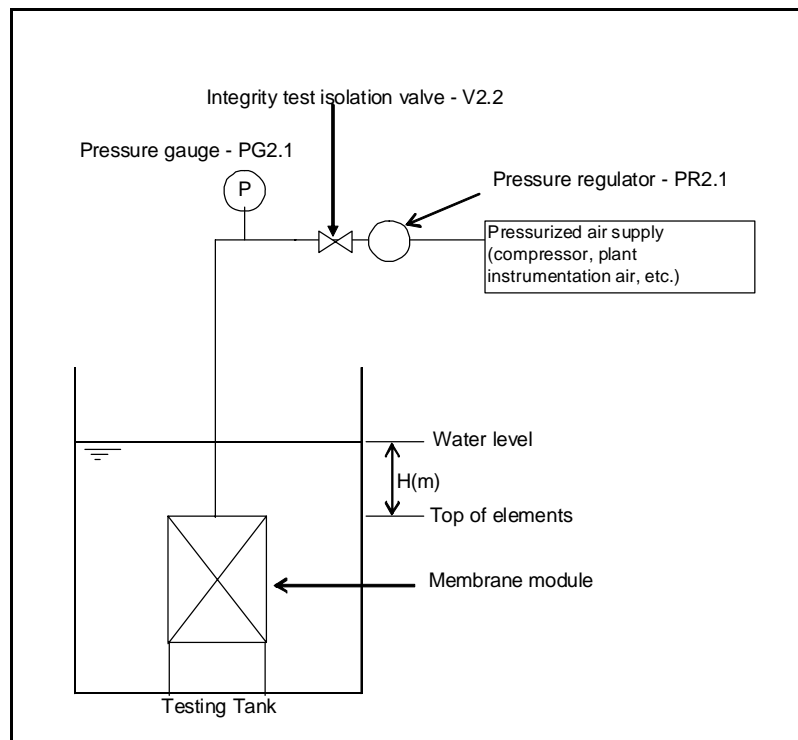 Integrity test isolation valve - V2.2
Pressure gauge - PG2.1
P
Pressure regulator - PR2.1
Pressurized air supply
(compressor, plant
instrumentation air, etc.)
Water level
H(m)
Top of elements
Membrane module
Testing Tank